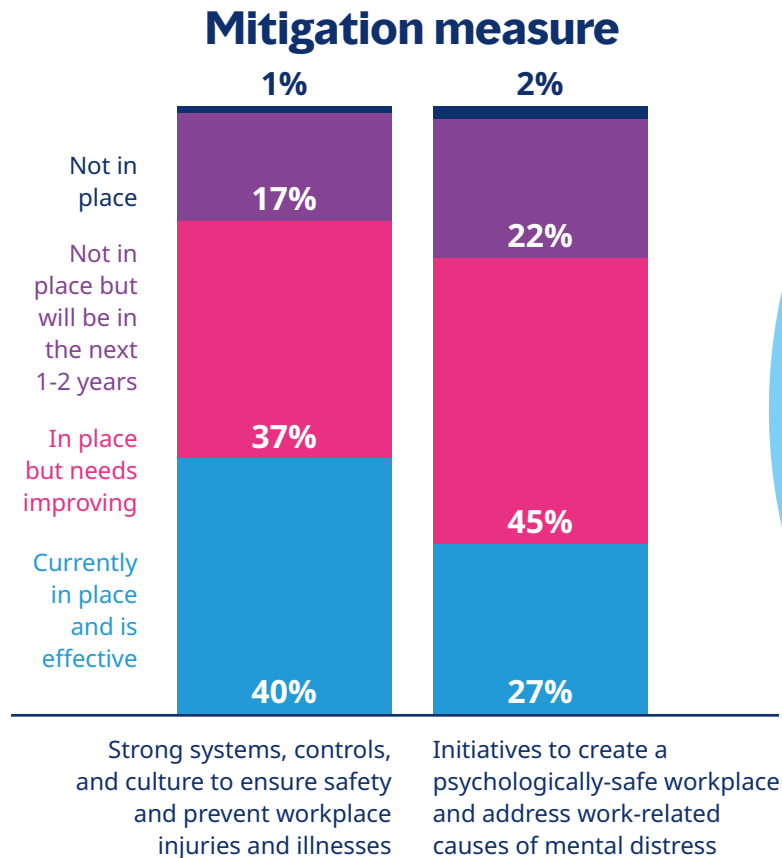 Mitigation measure
1%
2%
Not in
place
17%
22%
Not in
place but
will be in
the next
1-2 years
In place
but needs
improving
37%
45%
Currently
in place
and is
effective
40%
27%
Strong systems, controls,
and culture to ensure safety
and prevent workplace
injuries and illnesses
Initiatives to create a
psychologically-safe workplace
and address work-related
causes of mental distress